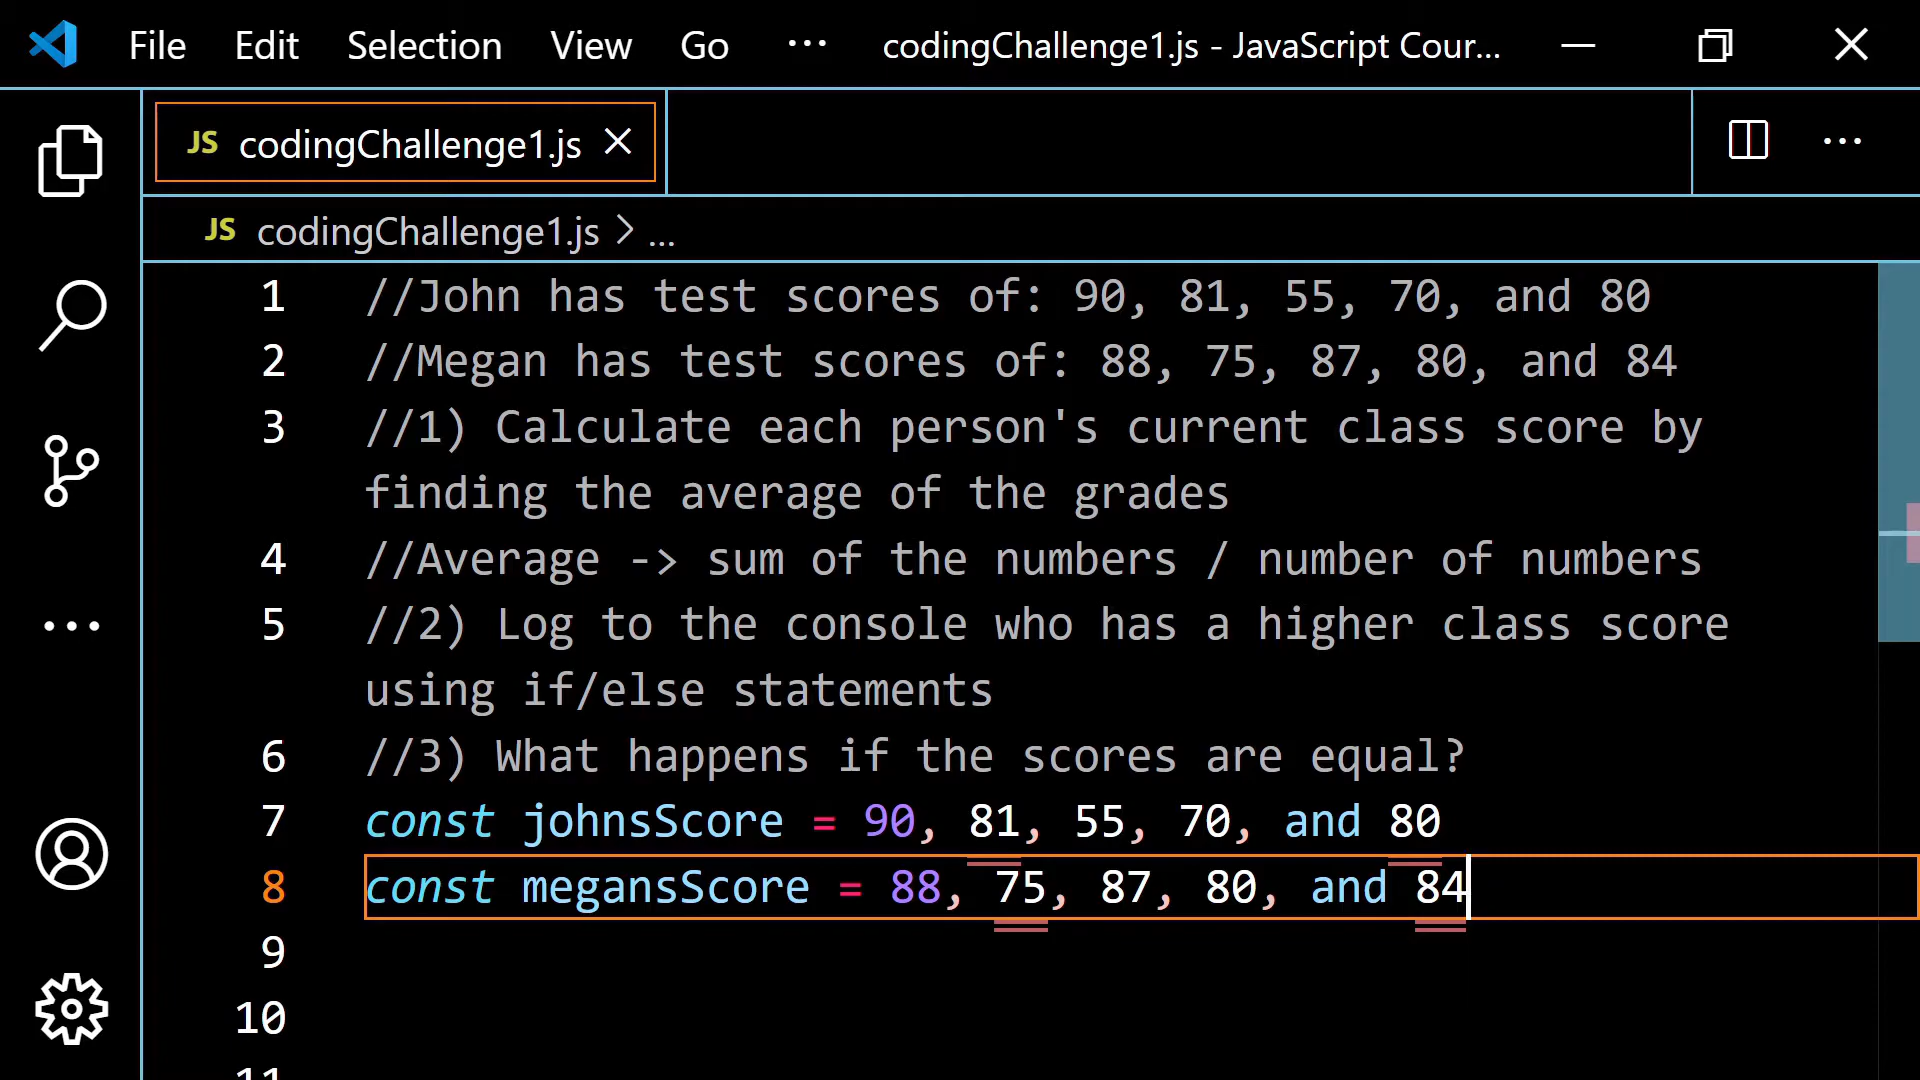 File Edit Selection View Go ··· codingChallenge1.js - JavaScript Cour...
JS codingChallenge1.js
JS codingChallenge1.js > ...
1 //John has test scores of: 90, 81, 55, 70, and 80
2 //Megan has test scores of: 88, 75, 87, 80, and 84
3 //1) Calculate each person's current class score by
finding the average of the grades
4 //Average -> sum of the numbers / number of numbers
5 //2) Log to the console who has a higher class score
using if/else statements
6 //3) What happens if the scores are equal?
7 const johnsScore = 90, 81, 55, 70, and 80
8 const megansScore = 88, 75, 87, 80, and 84
9
10
11